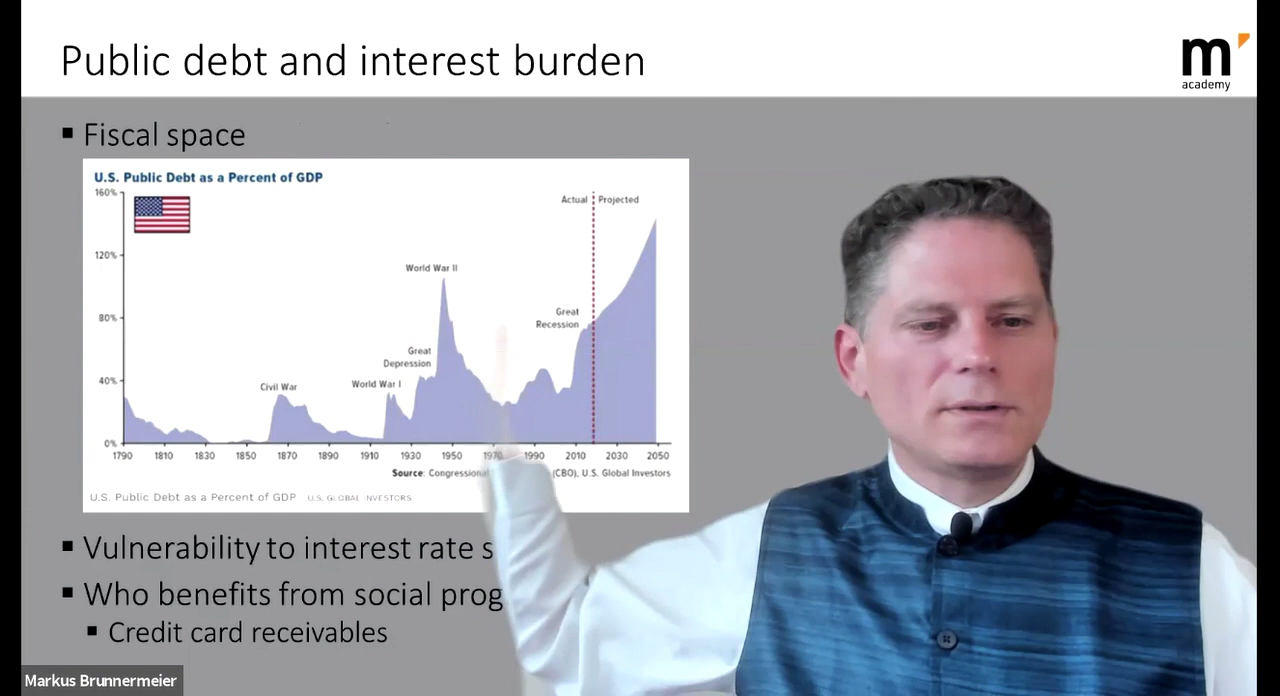 Public debt and interest burden
m'
academy
▪ Fiscal space
U.S. Public Debt as a Percent of GDP
160%
120%
80%
40%
0%
Actual
Projected
World War II
Great
Recession
Great
Depression
World War I
Civil War
1790 1810 1830 1850 1870 1890 1910 1930 1950 1970 1990 2010 2030 2050
Source: Congressional (CBO), U.S. Global Investors
U.S. Public Debt as a Percent of GDP U.S. GLOBAL INVESTORS
▪ Vulnerability to interest rate s
▪ Who benefits from social prog
▪ Credit card receivables
Markus Brunnermeier